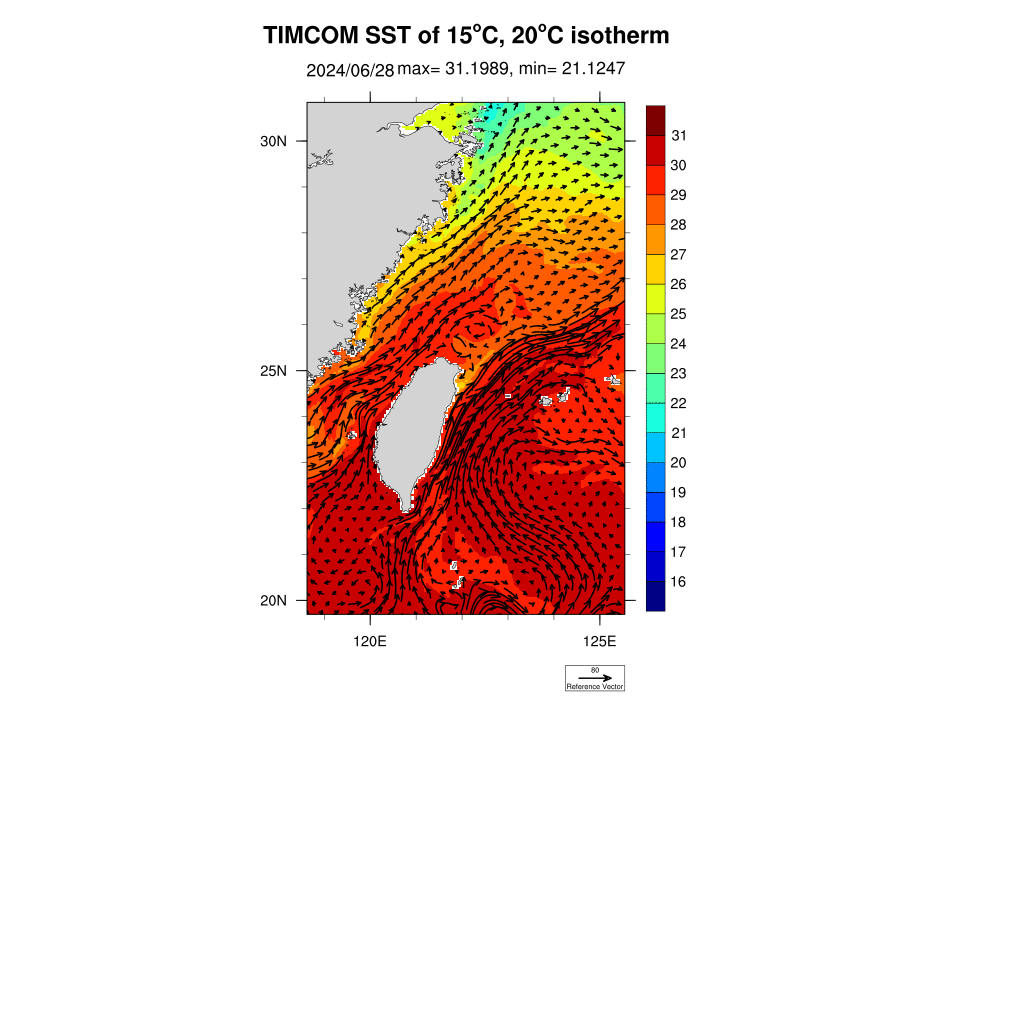 TIMCOM SST of 15°C, 20°C isotherm
2024/06/28 max= 31.1989, min= 21.1247
30N
25N
20N
120E
125E
31
30
29
28
27
26
25
24
23
22
21
20
19
18
17
16
80
Reference Vector